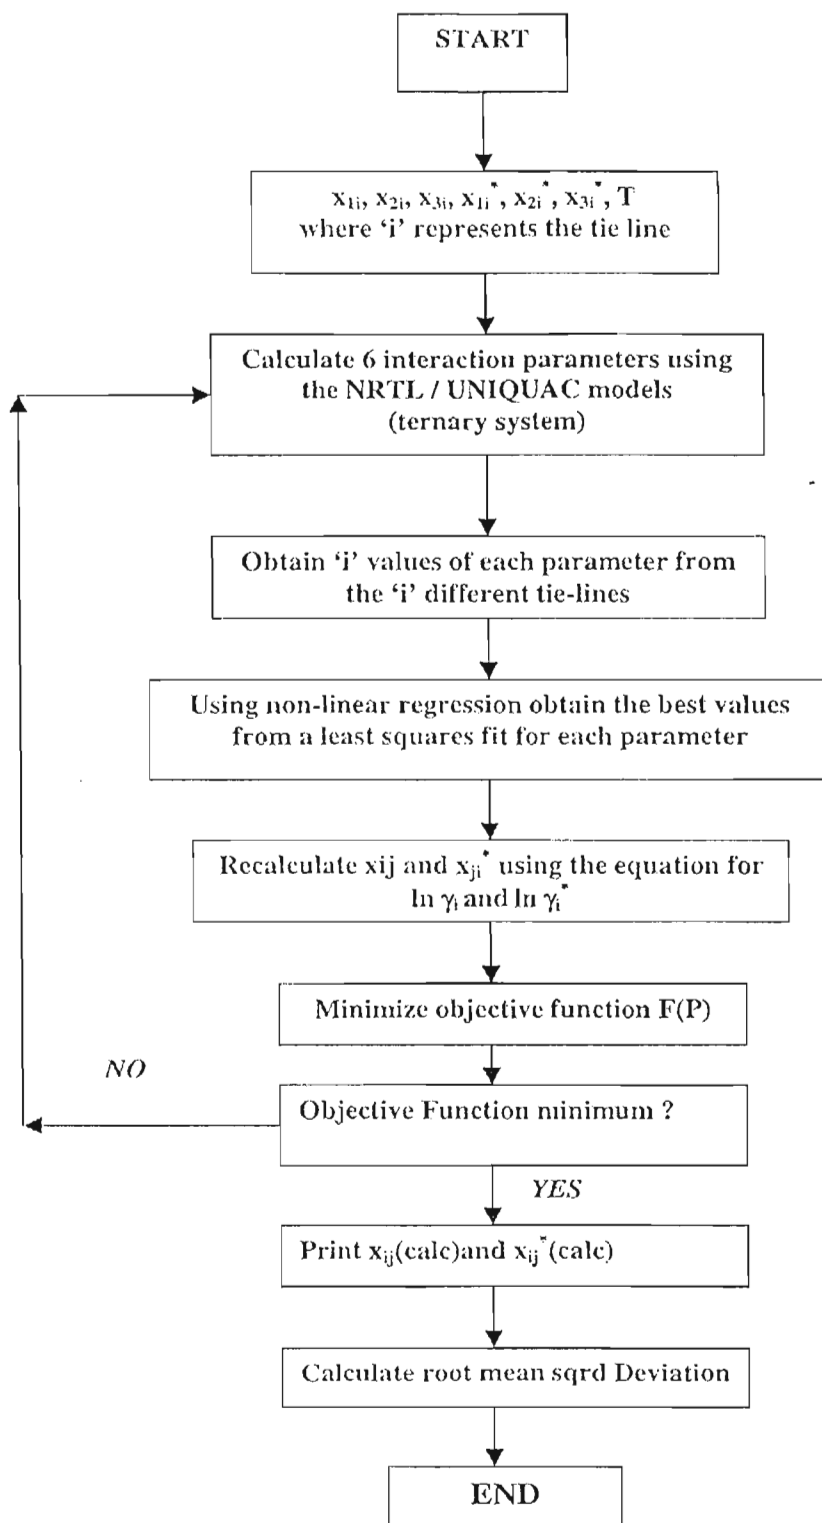 START
x₁ᵢ, x₂ᵢ, x₃ᵢ, x₁ᵢ*, x₂ᵢ*, x₃ᵢ*, T
where ‘i’ represents the tie line
Calculate 6 interaction parameters using
the NRTL / UNIQUAC models
(ternary system)
Obtain ‘i’ values of each parameter from
the ‘i’ different tie-lines
Using non-linear regression obtain the best values
from a least squares fit for each parameter
Recalculate xij and xⱼᵢ* using the equation for
ln γᵢ and ln γᵢ*
Minimize objective function F(P)
NO
Objective Function minimum ?
YES
Print xᵢⱼ(calc)and xᵢⱼ*(calc)
Calculate root mean sqrd Deviation
END